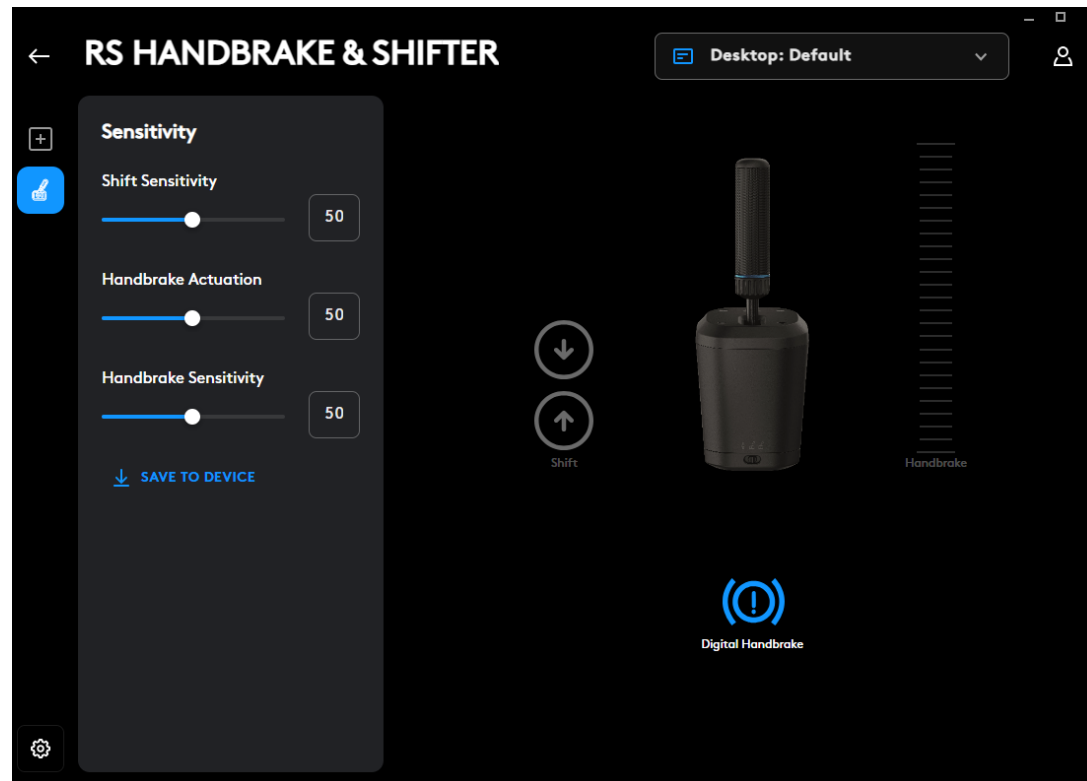 RS HANDBRAKE & SHIFTER
Desktop: Default
Sensitivity
Shift Sensitivity
50
Handbrake Actuation
50
Handbrake Sensitivity
50
SAVE TO DEVICE
Shift
Handbrake
Digital Handbrake